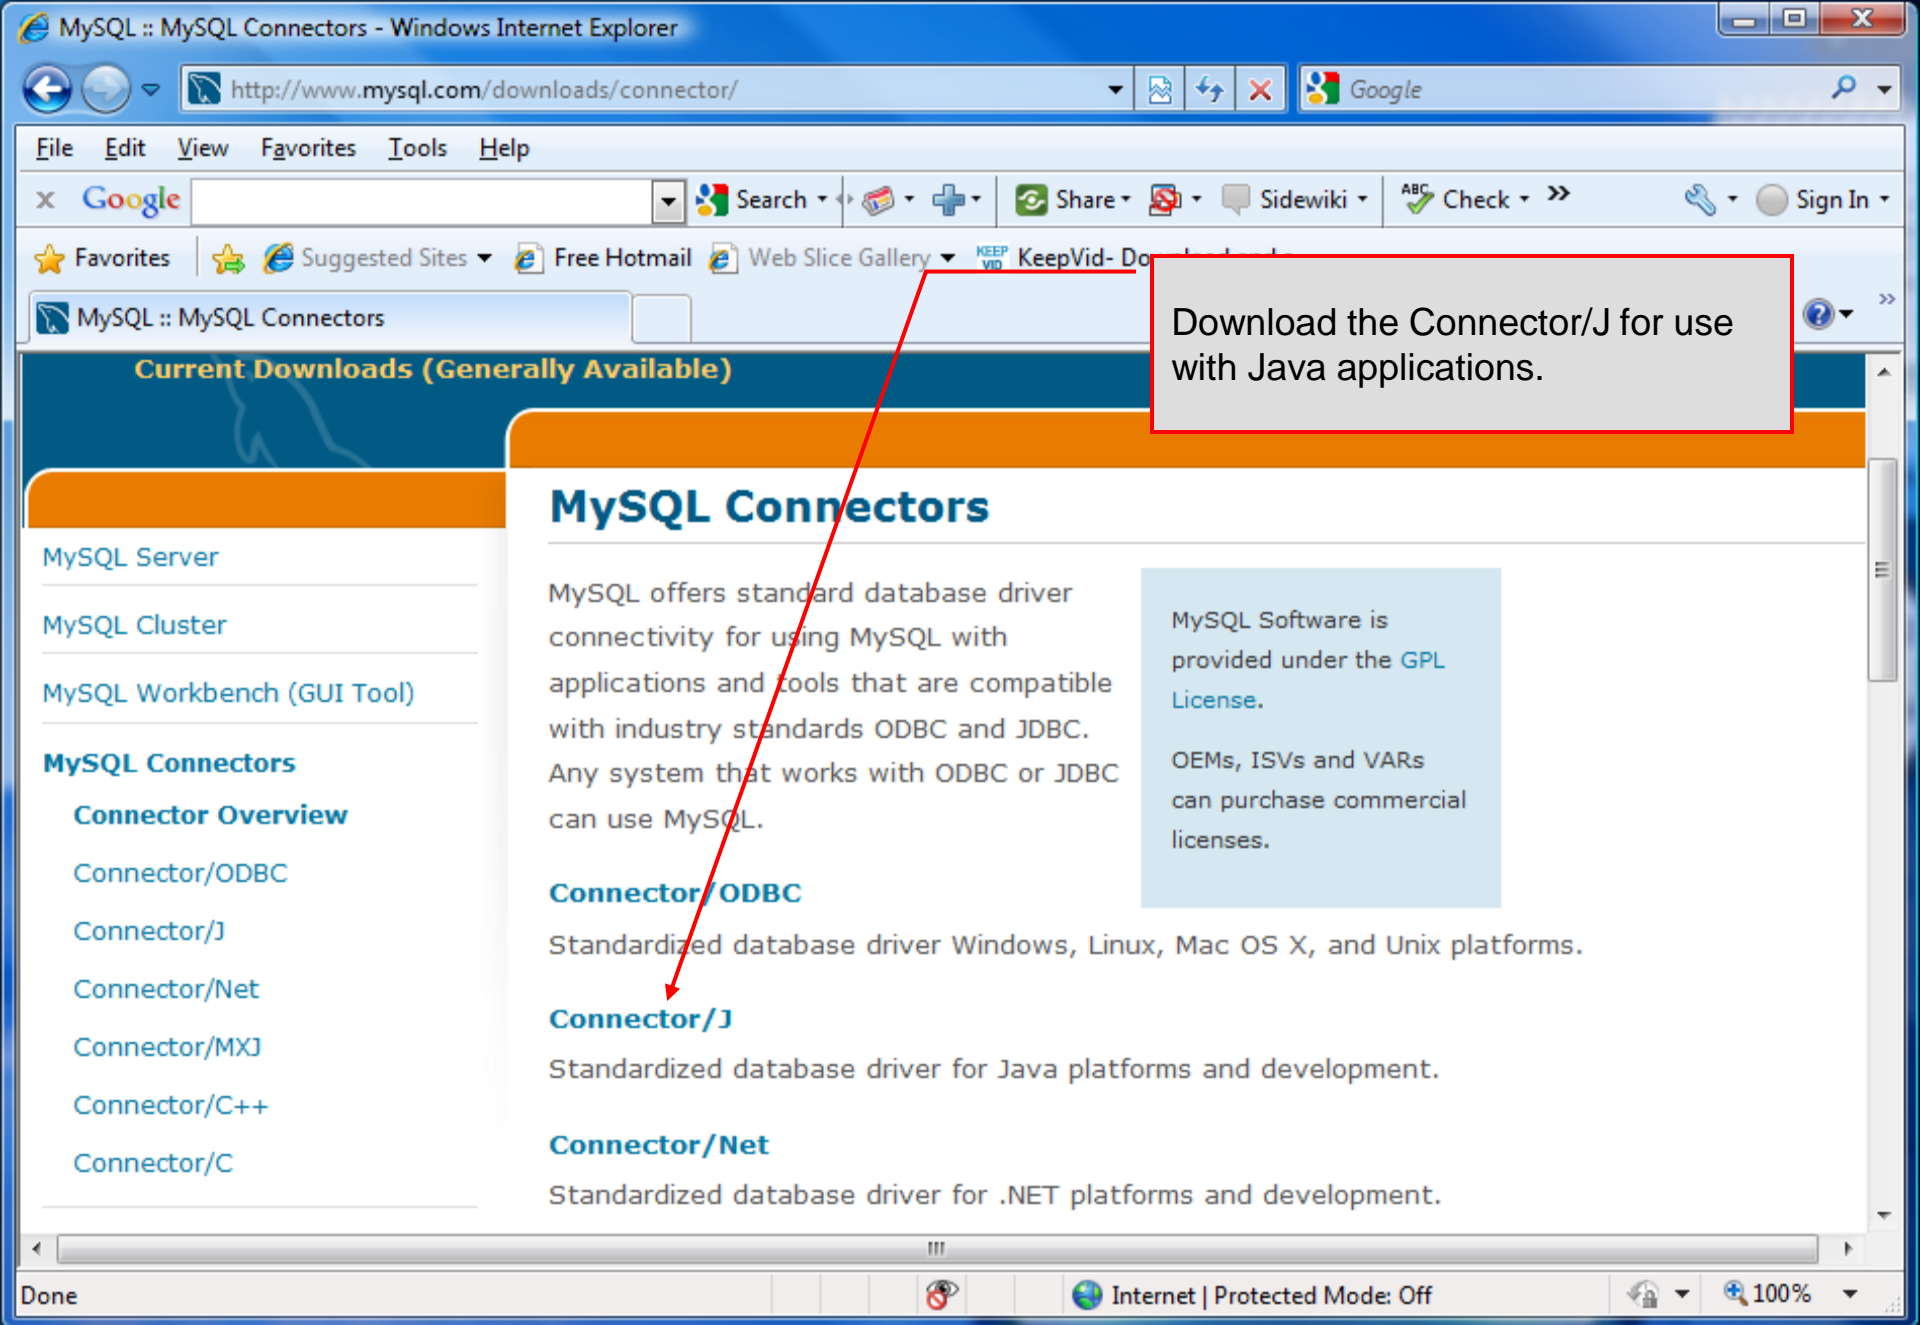 MySQL :: MySQL Connectors - Windows Internet Explorer
http://www.mysql.com/downloads/connector/
Google
File Edit View Favorites Tools Help
x Google Search Share Sidewiki ABC Check >> Sign In
Favorites Suggested Sites Free Hotmail Web Slice Gallery KEEP VID KeepVid- Download and
MySQL :: MySQL Connectors
Download the Connector/J for use
with Java applications.
Current Downloads (Generally Available)
MySQL Server
MySQL Cluster
MySQL Workbench (GUI Tool)
MySQL Connectors
Connector Overview
Connector/ODBC
Connector/J
Connector/Net
Connector/MXJ
Connector/C++
Connector/C
MySQL Connectors
MySQL offers standard database driver
connectivity for using MySQL with
applications and tools that are compatible
with industry standards ODBC and JDBC.
Any system that works with ODBC or JDBC
can use MySQL.
MySQL Software is
provided under the GPL
License.
OEMs, ISVs and VARs
can purchase commercial
licenses.
Connector/ODBC
Standardized database driver Windows, Linux, Mac OS X, and Unix platforms.
Connector/J
Standardized database driver for Java platforms and development.
Connector/Net
Standardized database driver for .NET platforms and development.
Done Internet | Protected Mode: Off 100%